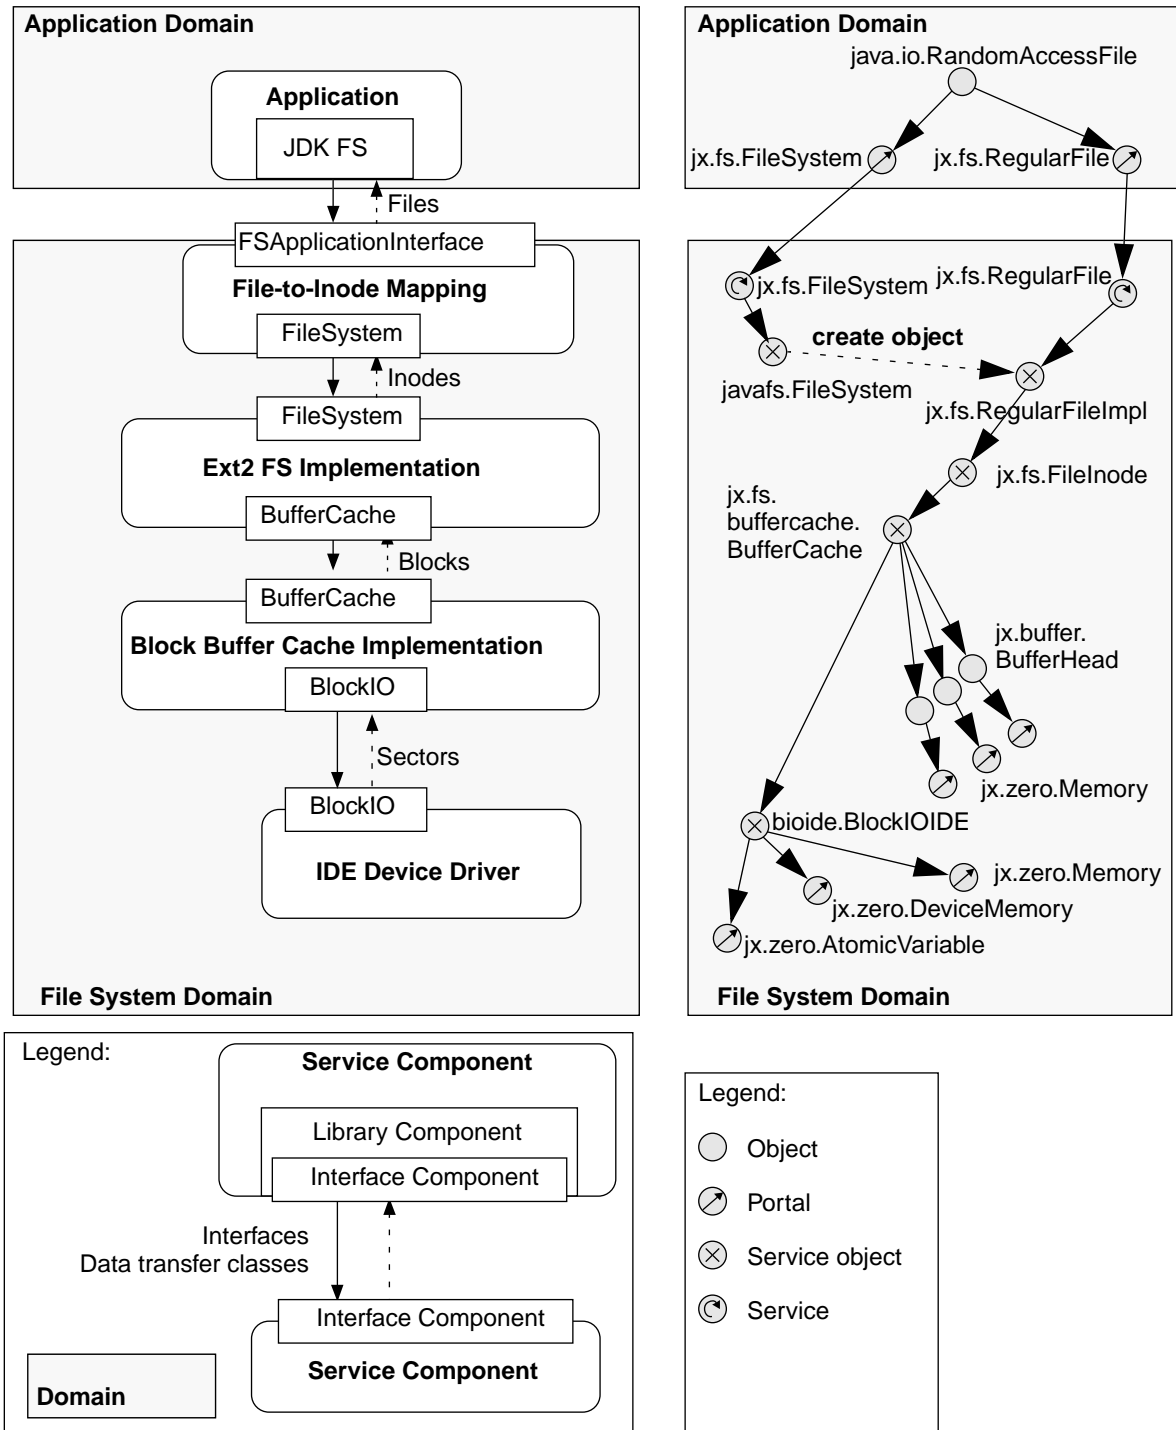 Application Domain
Application
JDK FS
Files
FSApplicationInterface
File-to-Inode Mapping
FileSystem
Inodes
FileSystem
Ext2 FS Implementation
BufferCache
Blocks
BufferCache
Block Buffer Cache Implementation
BlockIO
Sectors
BlockIO
IDE Device Driver
File System Domain
Application Domain
java.io.RandomAccessFile
jx.fs.FileSystem
jx.fs.RegularFile
jx.fs.FileSystem
jx.fs.RegularFile
create object
javafs.FileSystem
jx.fs.RegularFileImpl
jx.fs.FileInode
jx.fs.
buffercache.
BufferCache
jx.buffer.
BufferHead
jx.zero.Memory
bioide.BlockIOIDE
jx.zero.Memory
jx.zero.DeviceMemory
jx.zero.AtomicVariable
File System Domain
Legend:
Service Component
Library Component
Interface Component
Interfaces
Data transfer classes
Interface Component
Service Component
Domain
Legend:
Object
Portal
Service object
Service